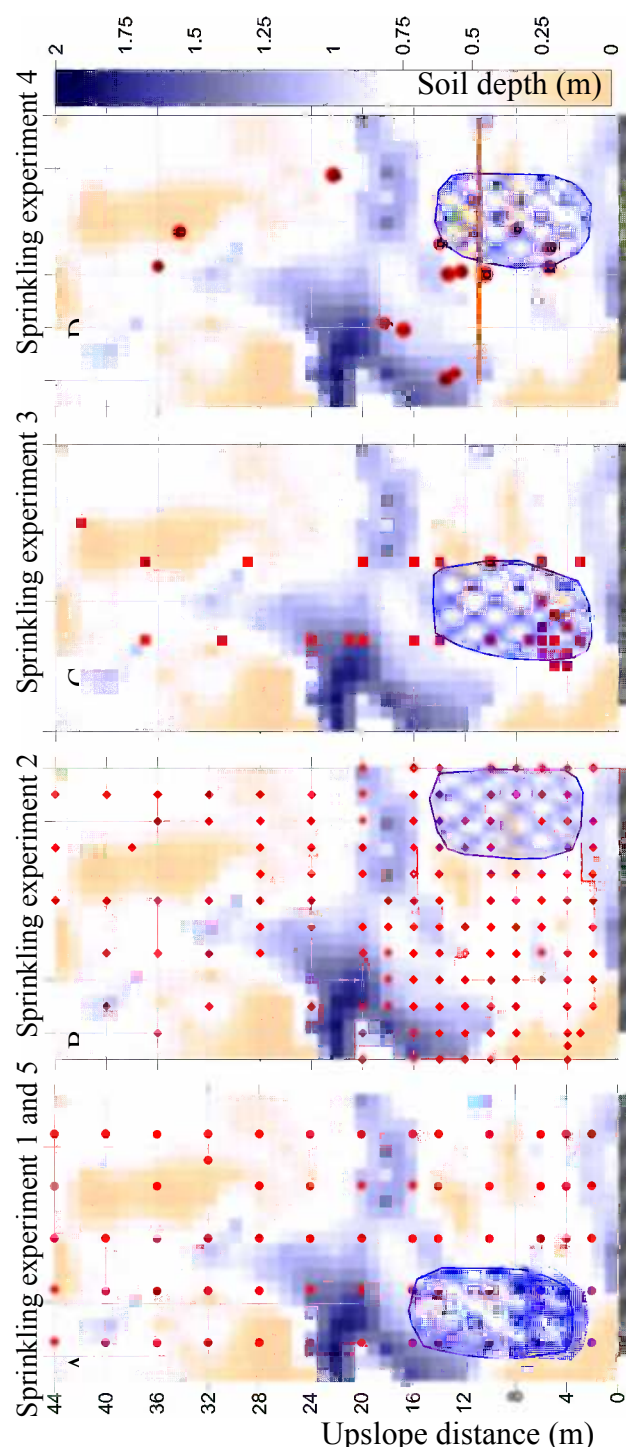 2
1.75
1.5
1.25
1
0.75
0.5
0.25
0
Soil depth (m)
Sprinkling experiment 4
D
Sprinkling experiment 3
C
Sprinkling experiment 2
B
Sprinkling experiment 1 and 5
A
44
40
36
32
28
24
20
16
12
8
4
0
Upslope distance (m)